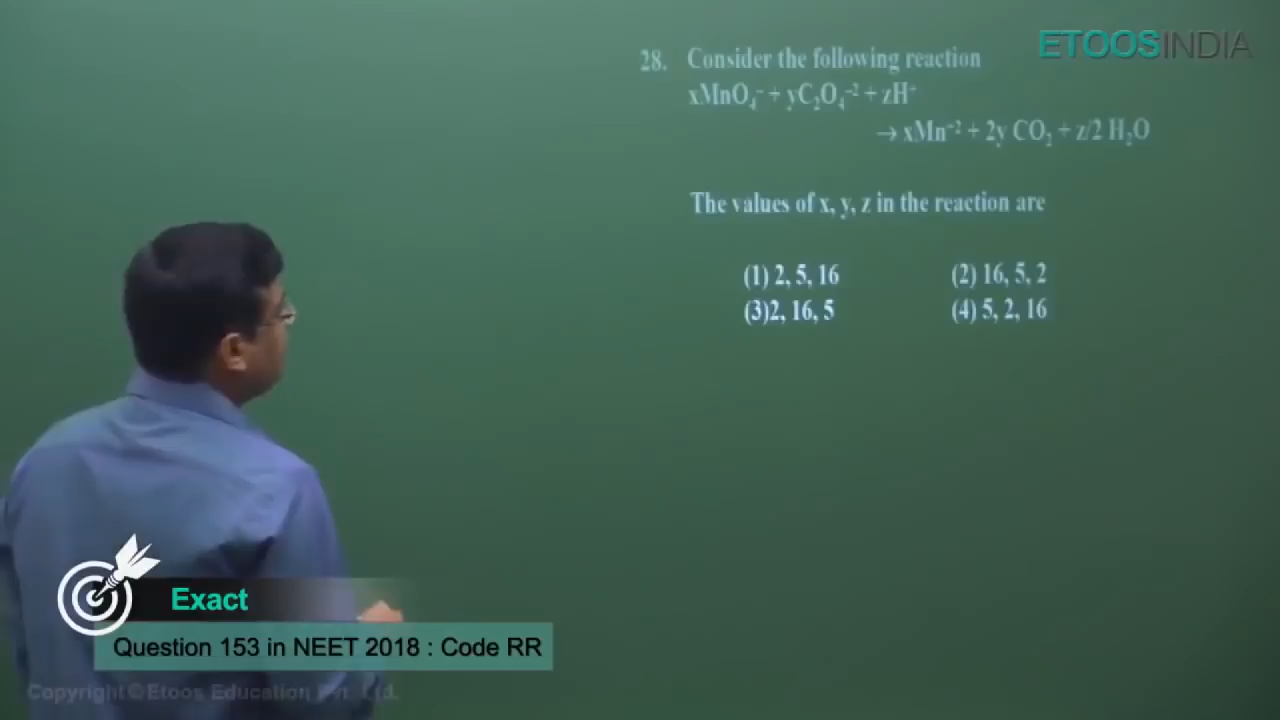 ETOOSINDIA
28. Consider the following reaction
xMnO₄⁻ + yC₂O₄⁻² + zH⁺
→ xMn⁺² + 2y CO₂ + z/2 H₂O
The values of x, y, z in the reaction are
(1) 2, 5, 16 (2) 16, 5, 2
(3)2, 16, 5 (4) 5, 2, 16
Exact
Question 153 in NEET 2018 : Code RR
Copyright © Etoos Education Pvt. Ltd.